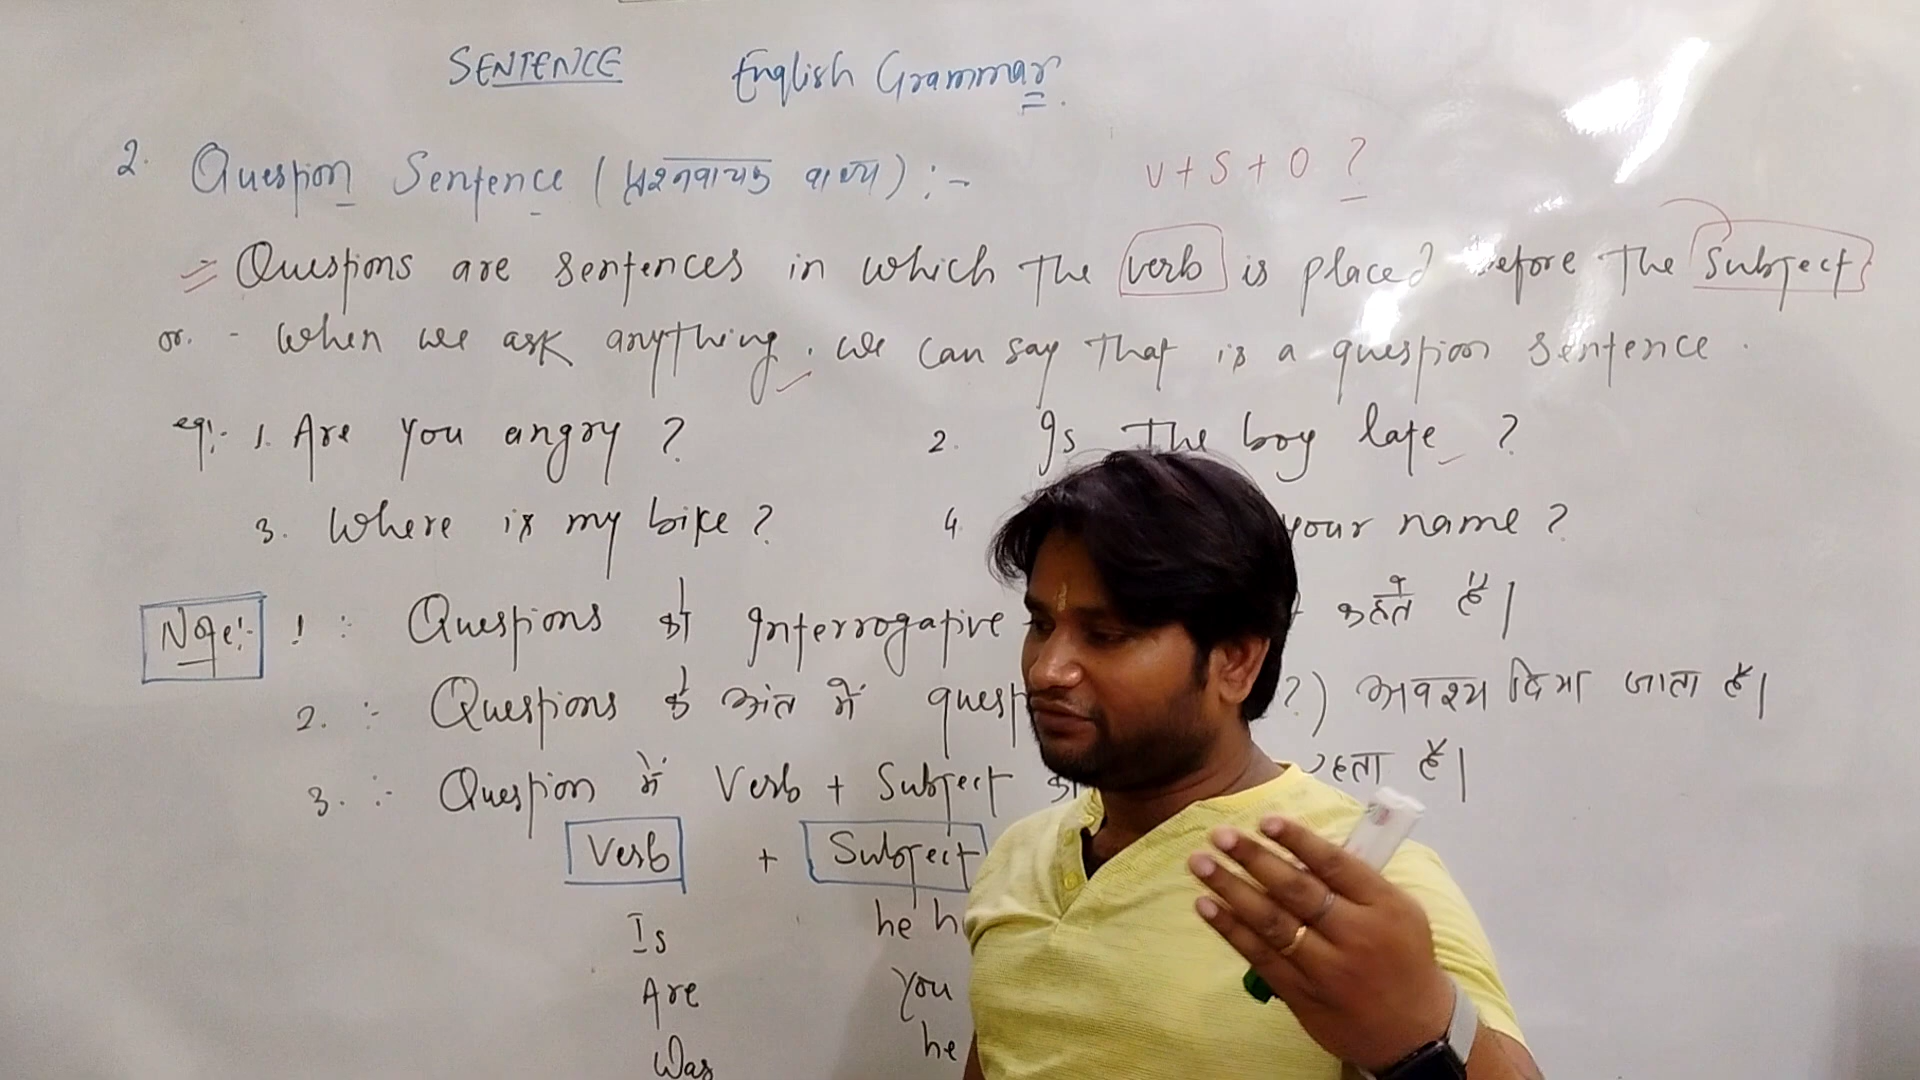 SENTENCE English Grammar.
2. Question Sentence (प्रश्नवाचक वाक्य) :- V + S + O ?
= Questions are sentences in which the verb is placed before the Subject
or. - when we ask anything, we can say that is a question sentence.
eg:- 1. Are you angry ? 2. Is the boy late ?
3. Where is my bike ? 4. your name ?
Note:- 1 : Questions को Interrogative कहते हैं।
2. :- Questions के अंत में ?) अवश्य दिया जाता है।
3. :- Question में Verb + Subject रहता है।
Verb + Subject
Is he
Are you
Was he